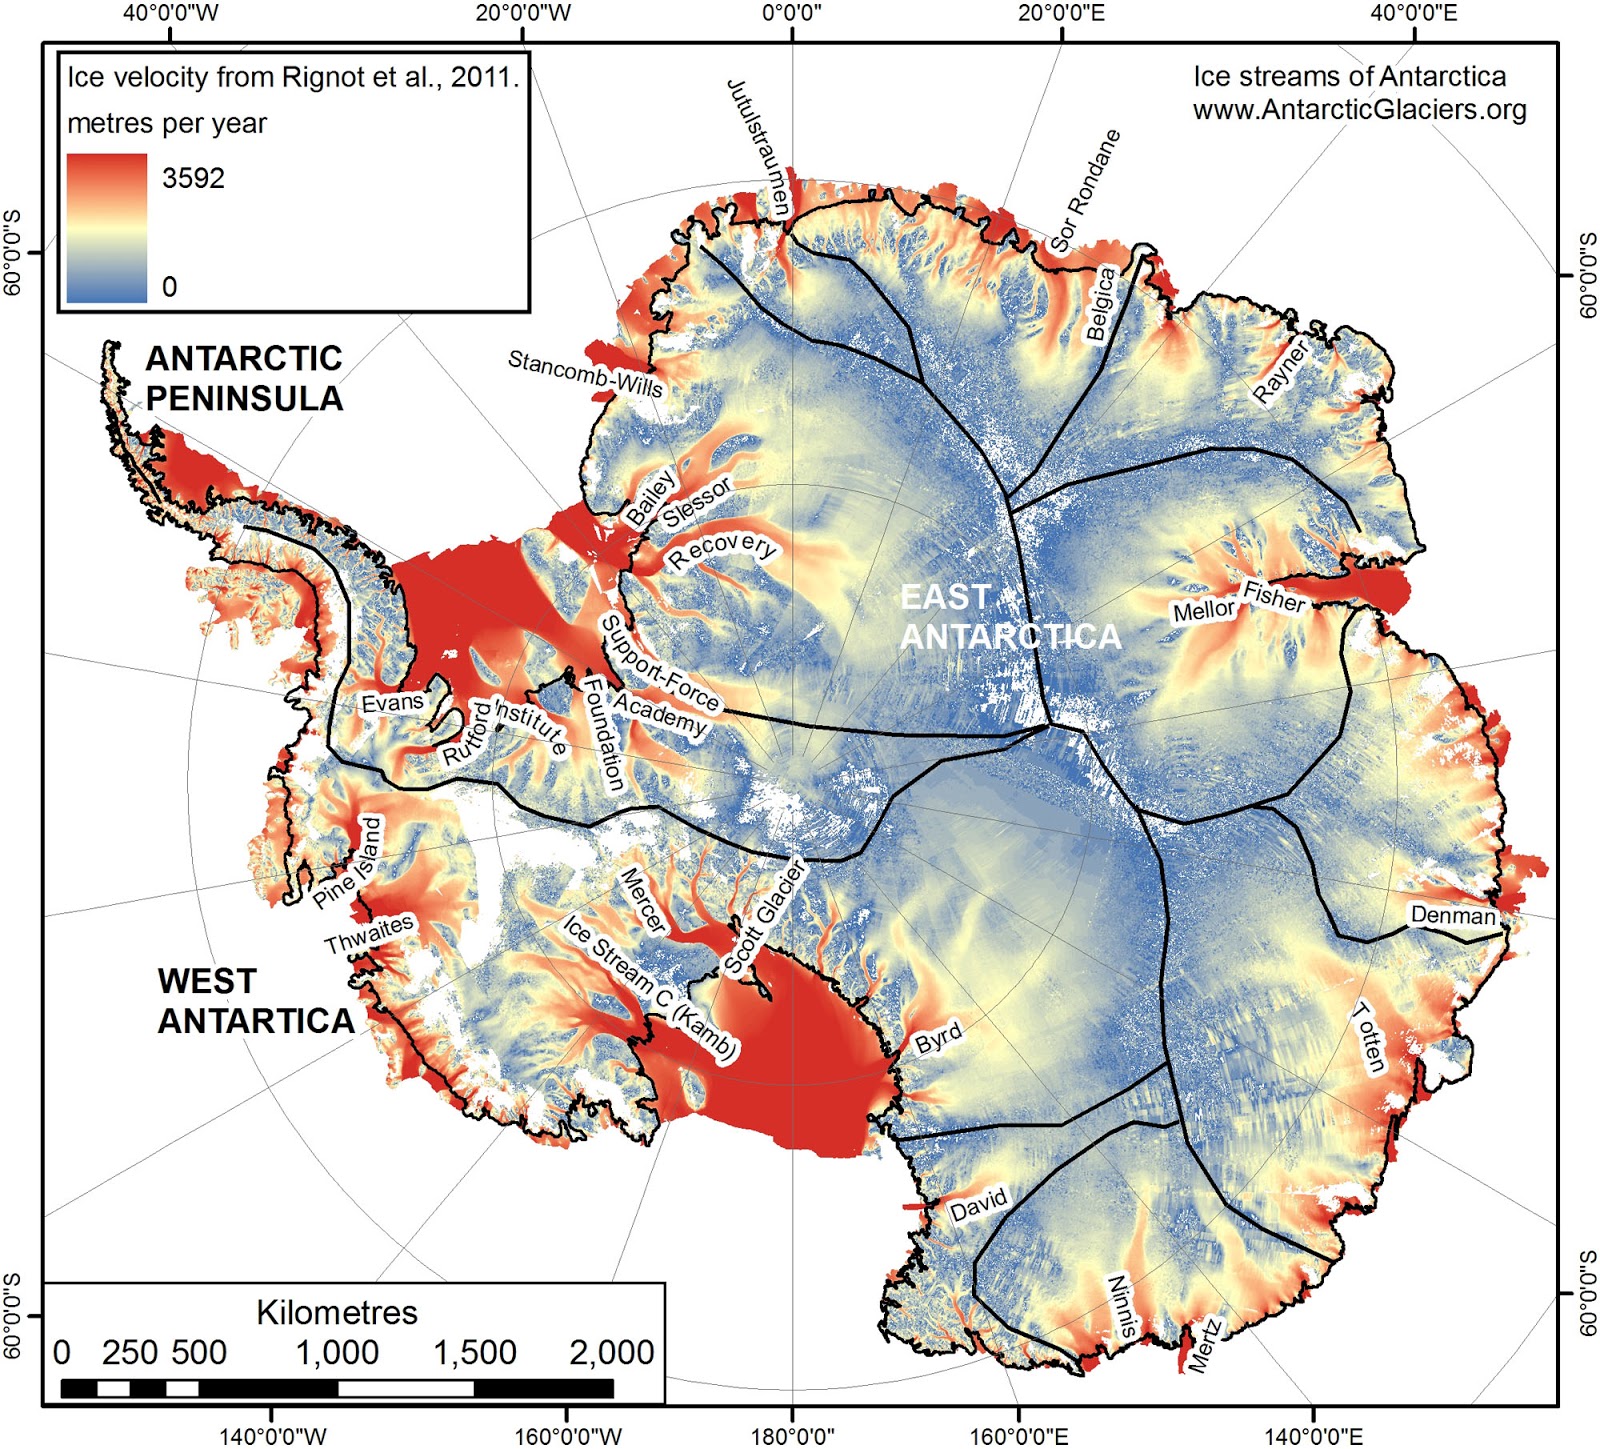 40°0'0"W
20°0'0"W
0°0'0"
20°0'0"E
40°0'0"E
Ice velocity from Rignot et al., 2011.
metres per year
3592
0
Ice streams of Antarctica
www.AntarcticGlaciers.org
60°0'0"S
60°0'0"S
Jutulstraumen
Sor Rondane
Belgica
Rayner
Stancomb-Wills
ANTARCTIC
PENINSULA
Bailey
Slessor
Recovery
EAST
ANTARCTICA
Mellor
Fisher
Support-Force
Academy
Foundation
Institute
Rutford
Evans
Pine Island
Thwaites
WEST
ANTARTICA
Mercer
Scott Glacier
Ice Stream C (Kamb)
Byrd
Denman
Totten
David
Ninnis
Mertz
60°0'0"S
60°0'0"S
Kilometres
0 250 500 1,000 1,500 2,000
140°0'0"W
160°0'0"W
180°0'0"
160°0'0"E
140°0'0"E